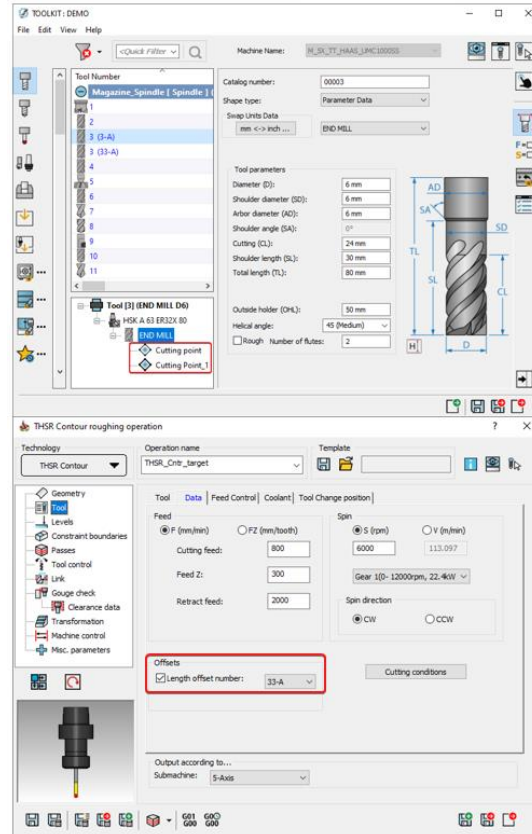 TOOLKIT : DEMO
File Edit View Help
<Quick Filter
Machine Name: M_5X_TT_HAAS_UMC1000SS
Tool Number
Magazine_Spindle [ Spindle ] (
1
2
3 (3-A)
3 (33-A)
4
5
6
7
8
9
10
11
Tool [3] (END MILL D6)
HSK A 63 ER32X 80
END MILL
Cutting point
Cutting Point_1
Catalog number: 00003
Shape type: Parameter Data
Swap Units Data
mm <-> inch ... END MILL
Tool parameters
Diameter (D): 6 mm
Shoulder diameter (SD): 6 mm
Arbor diameter (AD): 6 mm
Shoulder angle (SA): 0°
Cutting (CL): 24 mm
Shoulder length (SL): 30 mm
Total length (TL): 80 mm
Outside holder (OHL): 50 mm
Helical angle: 45 (Medium)
Rough Number of flutes: 2
AD
SA
SD
TL
SL
CL
H
D
F=
S=
THSR Contour roughing operation
? X
Technology
THSR Contour
Operation name
THSR_Cntr_target
Template
Geometry
Tool
Levels
Constraint boundaries
Passes
Tool control
Link
Gouge check
Clearance data
Transformation
Machine control
Misc. parameters
Tool Data Feed Control Coolant Tool Change position
Feed
F (mm/min) FZ (mm/tooth)
Cutting feed: 800
Feed Z: 300
Retract feed: 2000
Spin
S (rpm) V (m/min)
6000 113.097
Gear 1(0- 12000rpm, 22.4kW
Spin direction
CW CCW
Offsets
Length offset number: 33-A
Cutting conditions
Output according to...
Submachine: 5-Axis
G01
G00
G00